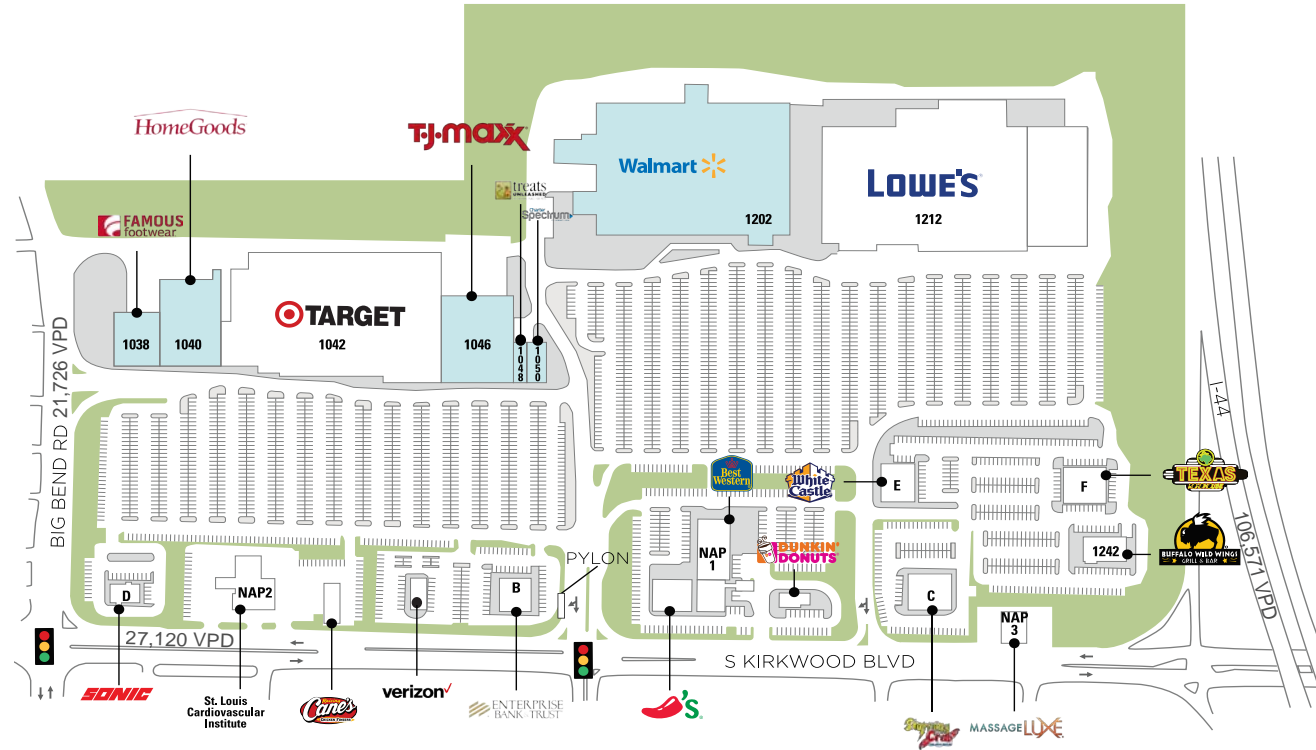 HomeGoods
T·J·maxx
treats
UNLEASHED
Charter
Spectrum
FAMOUS
footwear
Walmart
1202
LOWE'S
1212
TARGET
1038
1040
1042
1046
1048
1050
BIG BEND RD 21,726 VPD
I-44
106,571 VPD
Best
Western
White
Castle
E
F
TEXAS
NAP
1
DUNKIN'
DONUTS
1242
BUFFALO WILD WINGS
GRILL & BAR
PYLON
D
NAP2
B
C
NAP
3
27,120 VPD
S KIRKWOOD BLVD
SONIC
St. Louis
Cardiovascular
Institute
Cane's
CHICKEN FINGERS
verizon
ENTERPRISE
BANK & TRUST
'S
MASSAGE LUXE